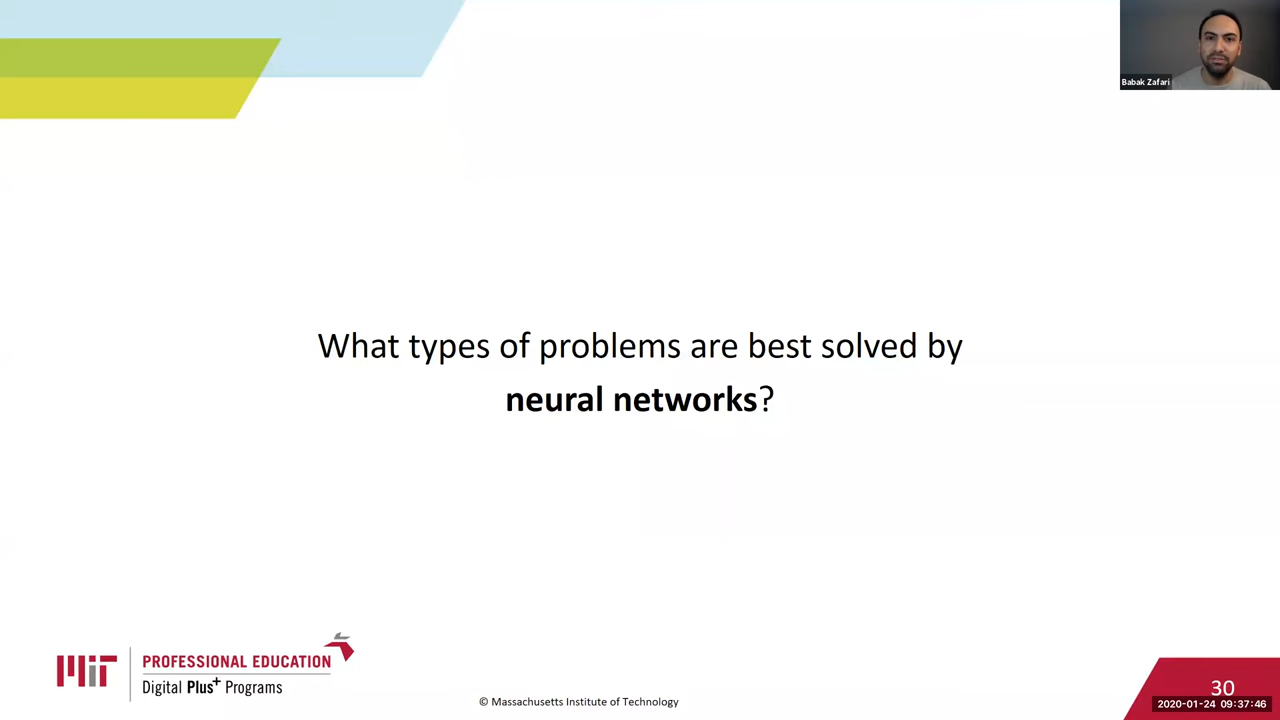 Babak Zafari
What types of problems are best solved by
neural networks?
MIT
PROFESSIONAL EDUCATION
Digital Plus+ Programs
© Massachusetts Institute of Technology
30
2020-01-24 09:37:46